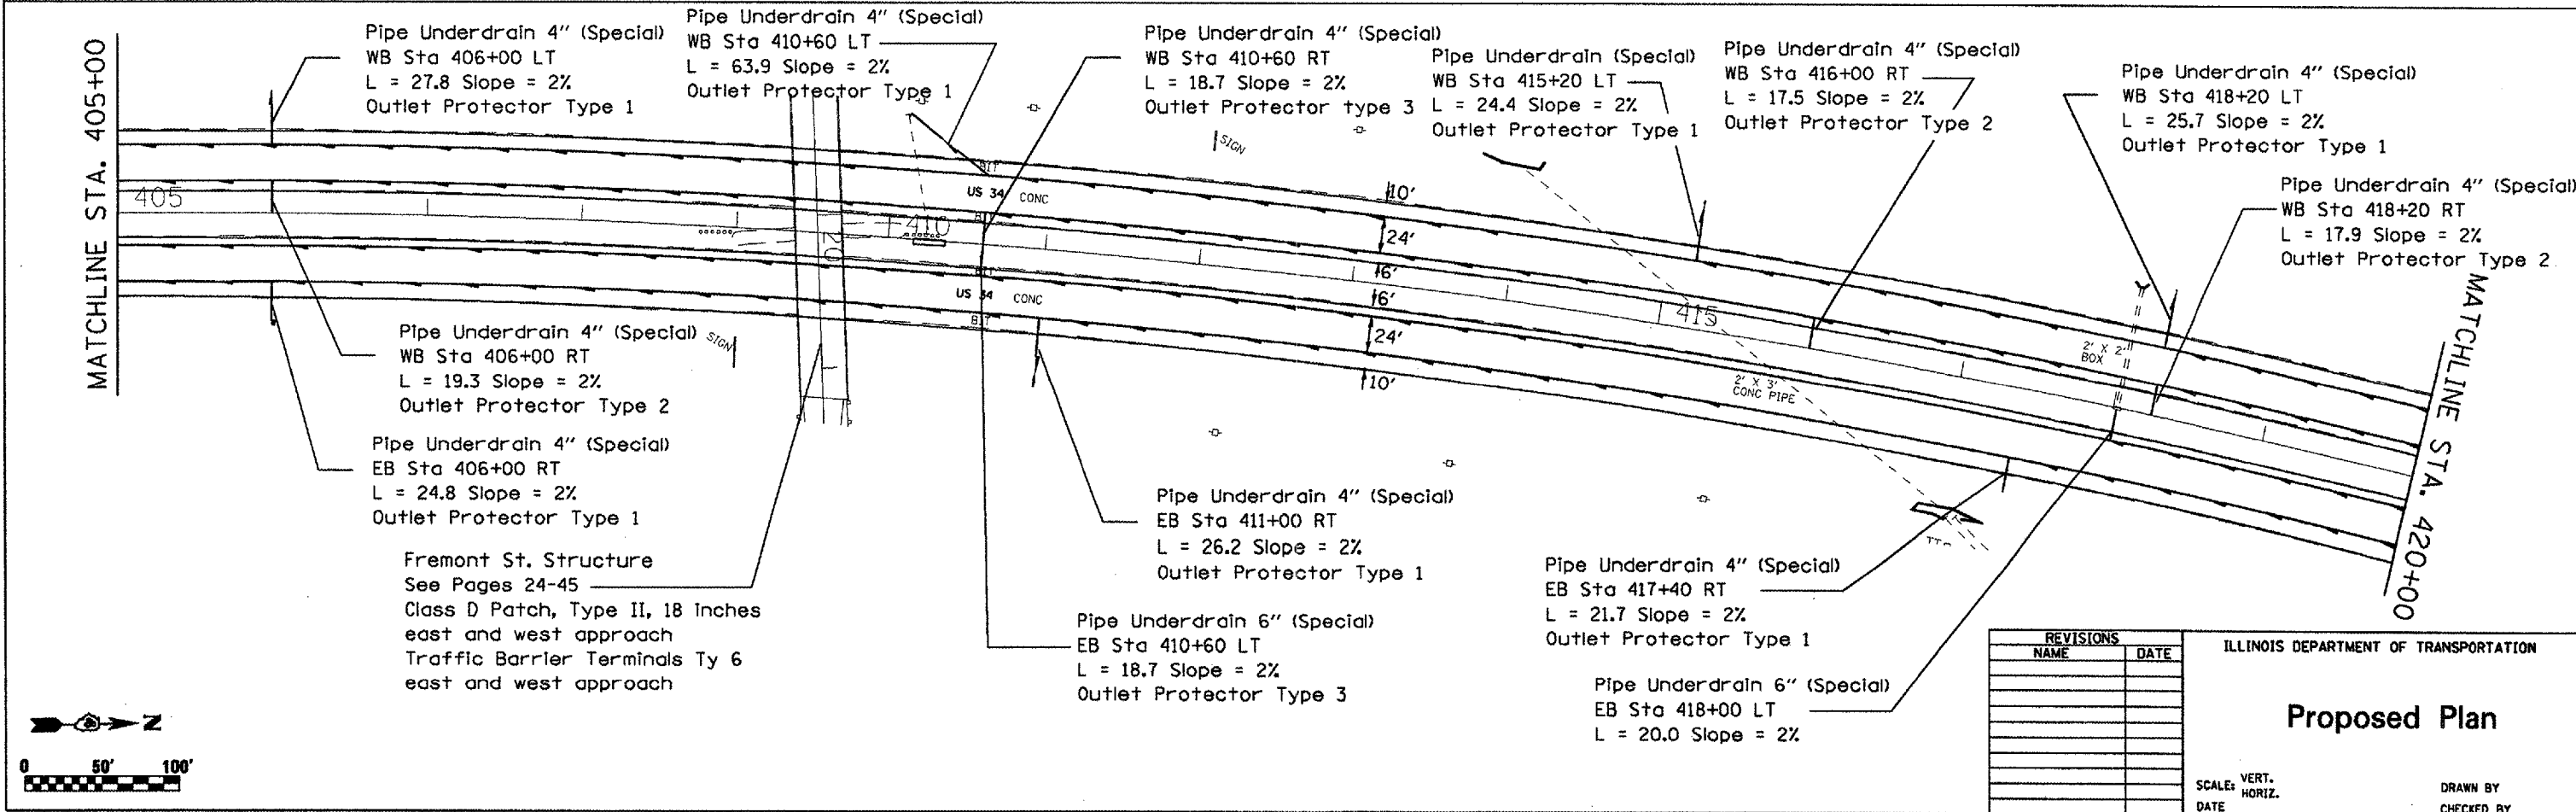 MATCHLINE STA. 405+00
Pipe Underdrain 4" (Special)
WB Sta 406+00 LT
L = 27.8 Slope = 2%
Outlet Protector Type 1
Pipe Underdrain 4" (Special)
WB Sta 410+60 LT
L = 63.9 Slope = 2%
Outlet Protector Type 1
Pipe Underdrain 4" (Special)
WB Sta 410+60 RT
L = 18.7 Slope = 2%
Outlet Protector type 3
Pipe Underdrain (Special)
WB Sta 415+20 LT
L = 24.4 Slope = 2%
Outlet Protector Type 1
Pipe Underdrain 4" (Special)
WB Sta 416+00 RT
L = 17.5 Slope = 2%
Outlet Protector Type 2
Pipe Underdrain 4" (Special)
WB Sta 418+20 LT
L = 25.7 Slope = 2%
Outlet Protector Type 1
Pipe Underdrain 4" (Special)
WB Sta 418+20 RT
L = 17.9 Slope = 2%
Outlet Protector Type 2
MATCHLINE STA. 420+00
SIGN
BIT
US 34 CONC
10'
405
410
20
24'
6'
BIT
6'
US 34 CONC
BIT
24'
10'
415
2' X 2'
BOX
2' X 3'
CONC PIPE
SIGN
Pipe Underdrain 4" (Special)
WB Sta 406+00 RT
L = 19.3 Slope = 2%
Outlet Protector Type 2
Pipe Underdrain 4" (Special)
EB Sta 406+00 RT
L = 24.8 Slope = 2%
Outlet Protector Type 1
Fremont St. Structure
See Pages 24-45
Class D Patch, Type II, 18 inches
east and west approach
Traffic Barrier Terminals Ty 6
east and west approach
Pipe Underdrain 4" (Special)
EB Sta 411+00 RT
L = 26.2 Slope = 2%
Outlet Protector Type 1
Pipe Underdrain 6" (Special)
EB Sta 410+60 LT
L = 18.7 Slope = 2%
Outlet Protector Type 3
Pipe Underdrain 4" (Special)
EB Sta 417+40 RT
L = 21.7 Slope = 2%
Outlet Protector Type 1
Pipe Underdrain 6" (Special)
EB Sta 418+00 LT
L = 20.0 Slope = 2%
N
0 50' 100'
REVISIONS
NAME DATE
ILLINOIS DEPARTMENT OF TRANSPORTATION
Proposed Plan
SCALE: VERT.
HORIZ.
DATE
DRAWN BY
CHECKED BY